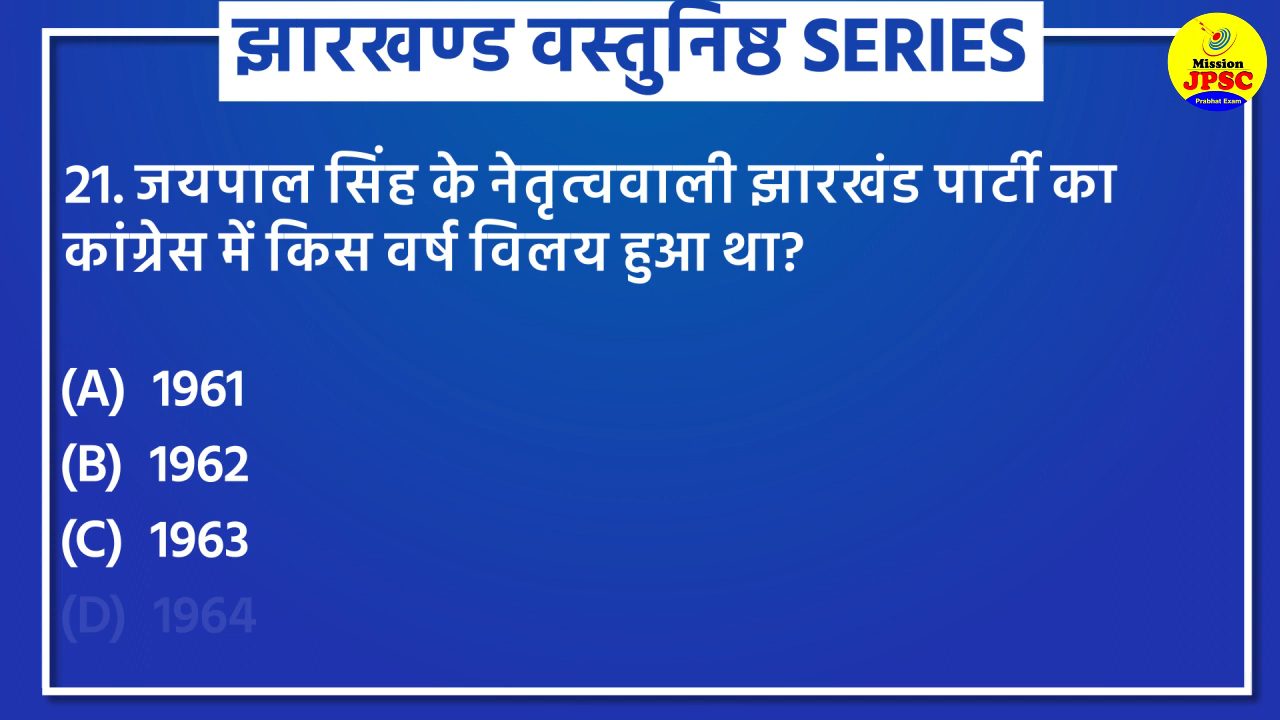 झारखण्ड वस्तुनिष्ठ SERIES
Mission
JPSC
Prabhat Exam
21. जयपाल सिंह के नेतृत्ववाली झारखंड पार्टी का
कांग्रेस में किस वर्ष विलय हुआ था?
(A) 1961
(B) 1962
(C) 1963
(D) 1964